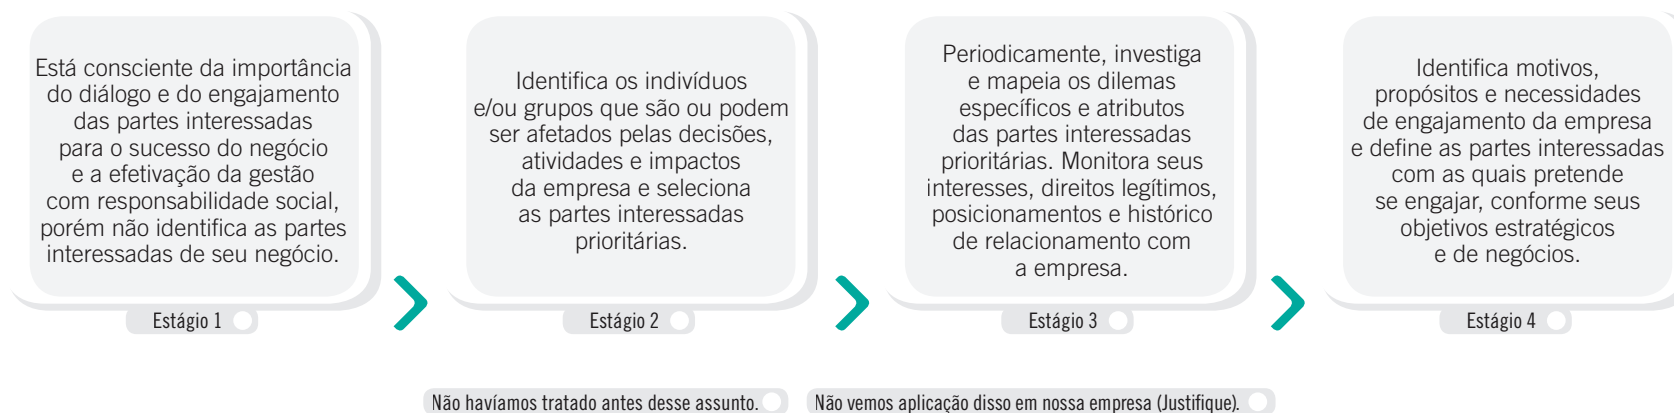 Está consciente da importância
do diálogo e do engajamento
das partes interessadas
para o sucesso do negócio
e a efetivação da gestão
com responsabilidade social,
porém não identifica as partes
interessadas de seu negócio.
Estágio 1
Identifica os indivíduos
e/ou grupos que são ou podem
ser afetados pelas decisões,
atividades e impactos
da empresa e seleciona
as partes interessadas
prioritárias.
Estágio 2
Periodicamente, investiga
e mapeia os dilemas
específicos e atributos
das partes interessadas
prioritárias. Monitora seus
interesses, direitos legítimos,
posicionamentos e histórico
de relacionamento com
a empresa.
Estágio 3
Identifica motivos,
propósitos e necessidades
de engajamento da empresa
e define as partes interessadas
com as quais pretende
se engajar, conforme seus
objetivos estratégicos
e de negócios.
Estágio 4
Não havíamos tratado antes desse assunto.
Não vemos aplicação disso em nossa empresa (Justifique).